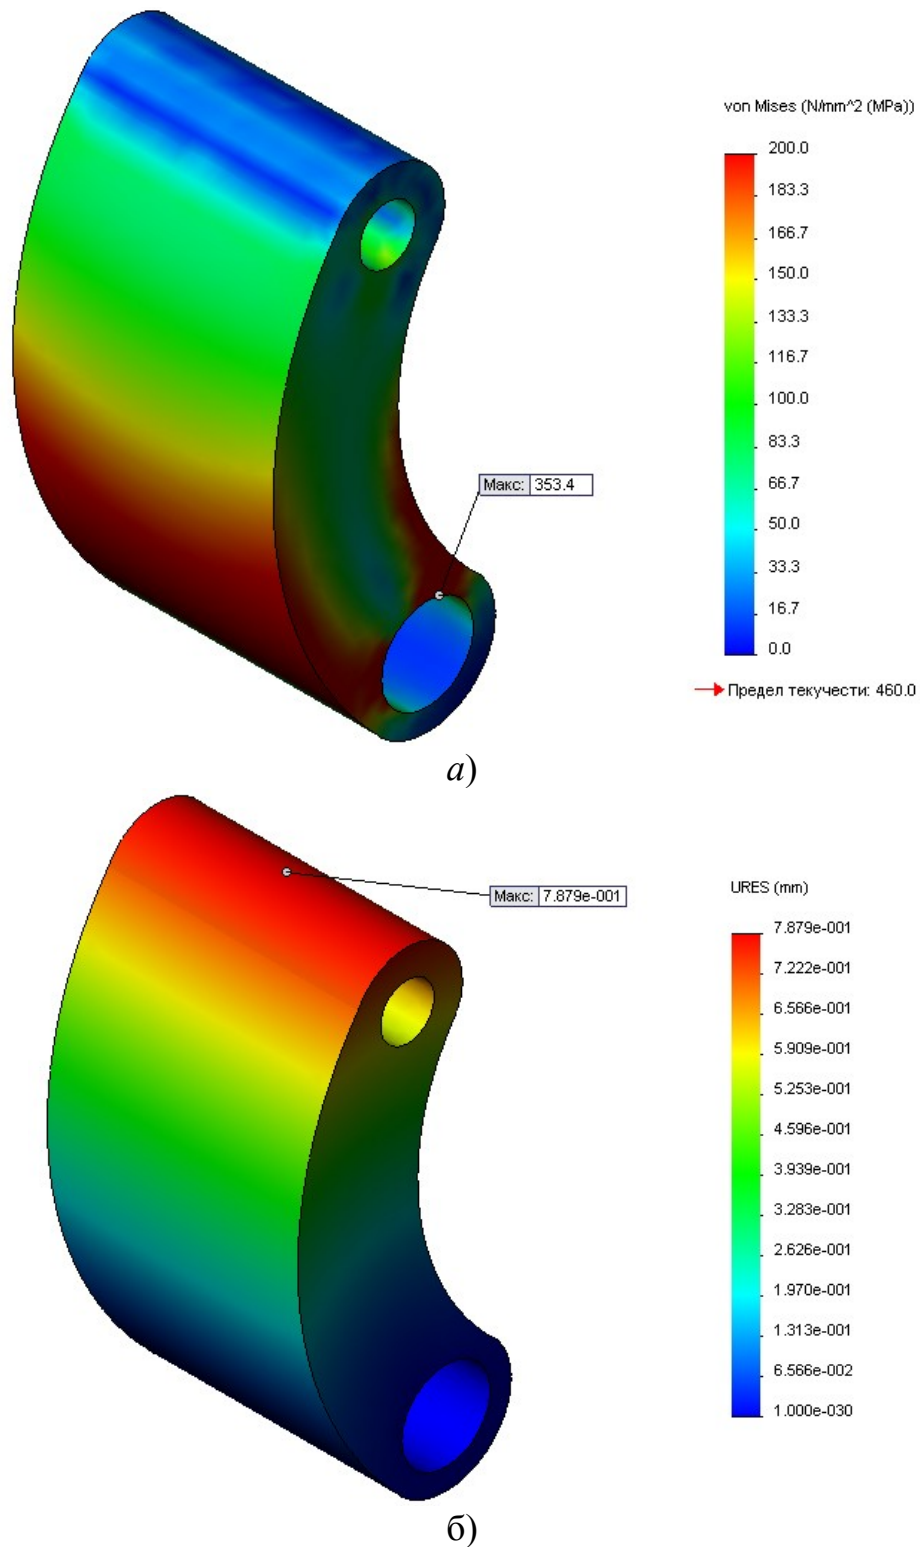 von Mises (N/mm^2 (MPa))
200.0
183.3
166.7
150.0
133.3
116.7
100.0
83.3
66.7
50.0
33.3
16.7
0.0
Предел текучести: 460.0
Макс: 353.4
а)
Макс: 7.879e-001
URES (mm)
7.879e-001
7.222e-001
6.566e-001
5.909e-001
5.253e-001
4.596e-001
3.939e-001
3.283e-001
2.626e-001
1.970e-001
1.313e-001
6.566e-002
1.000e-030
б)